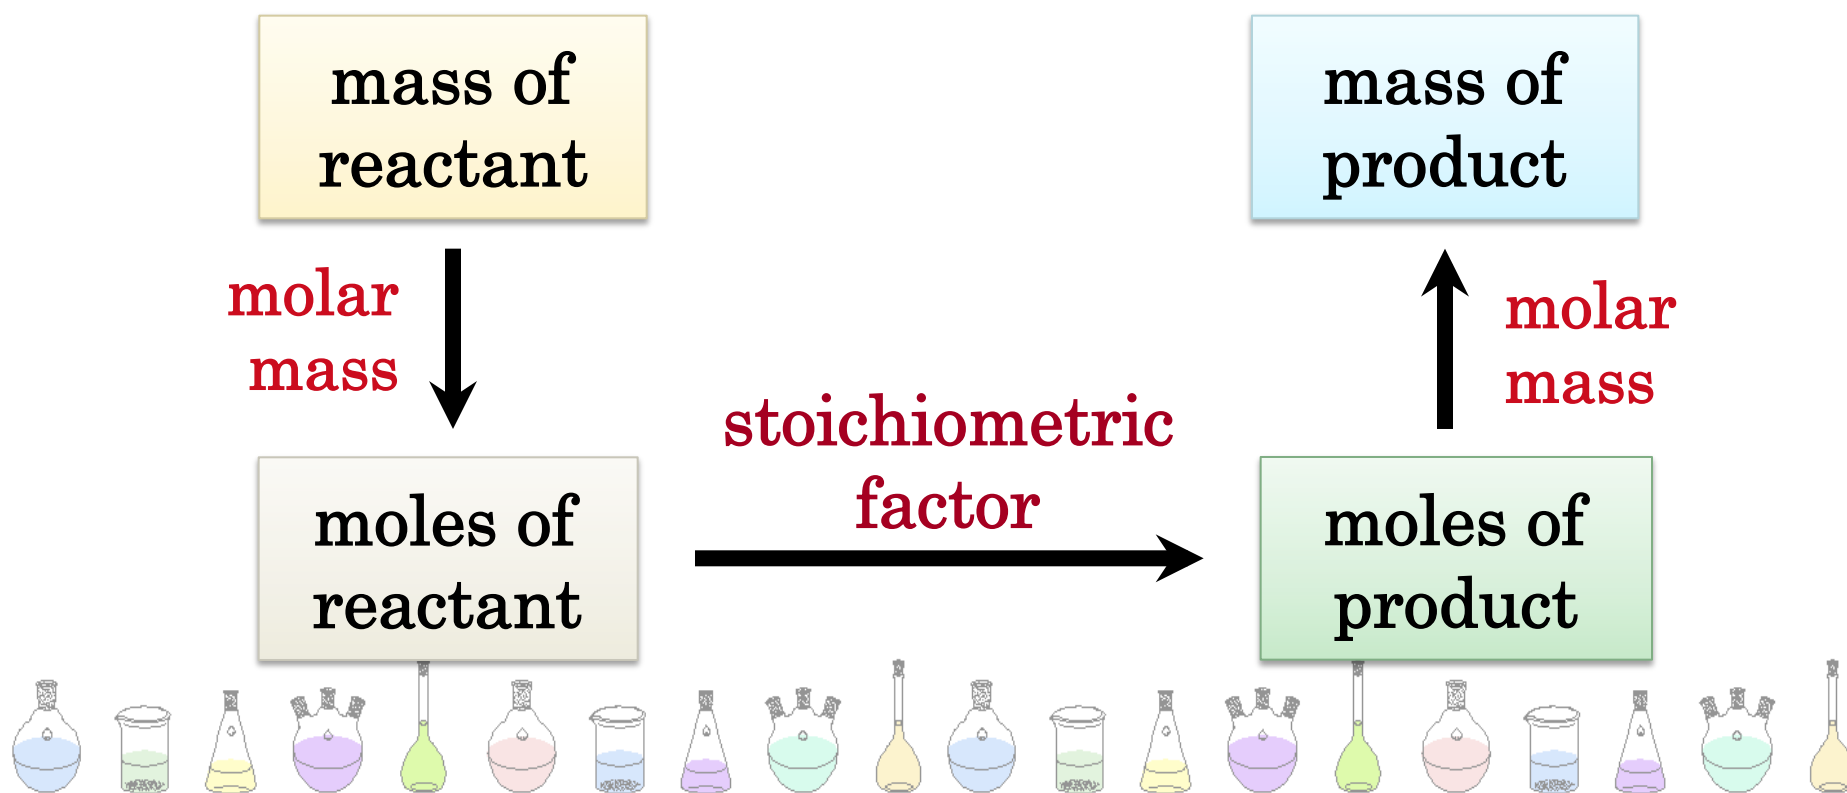 mass of
reactant
mass of
product
molar
mass
molar
mass
stoichiometric
factor
moles of
reactant
moles of
product